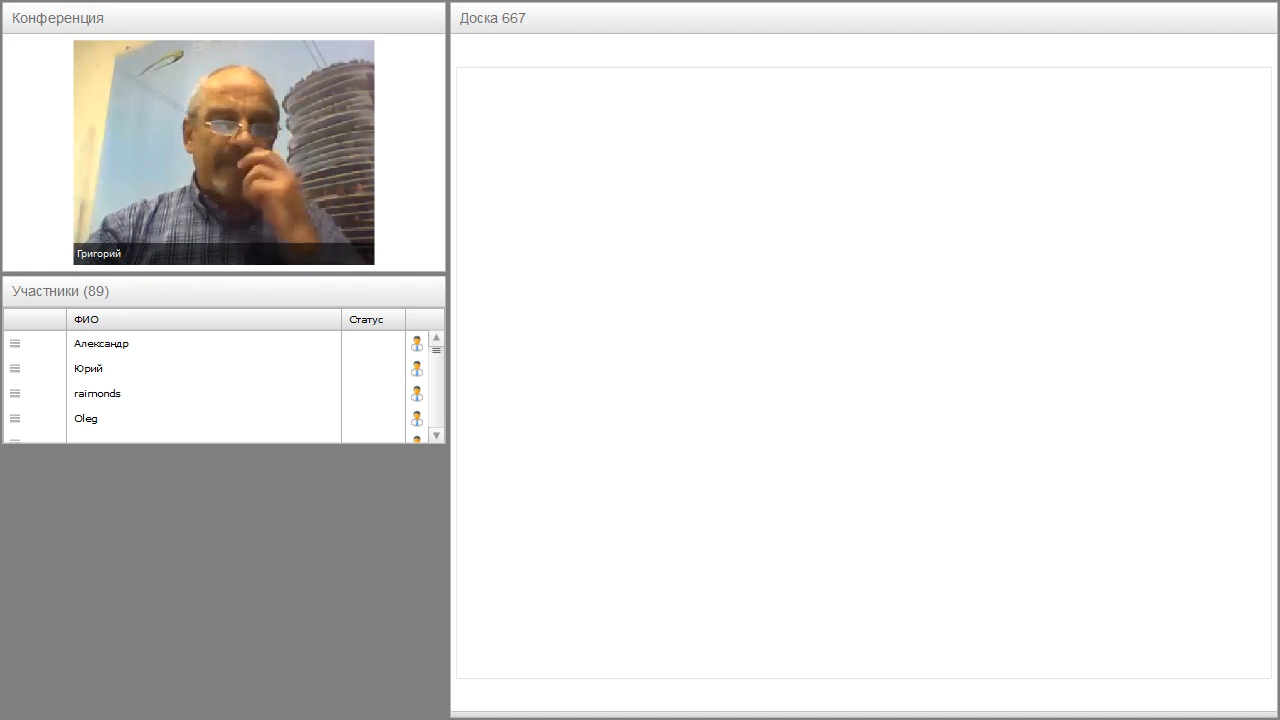 Конференция
Доска 667
Григорий
Участники (89)
ФИО Статус
Александр
Юрий
raimonds
Oleg